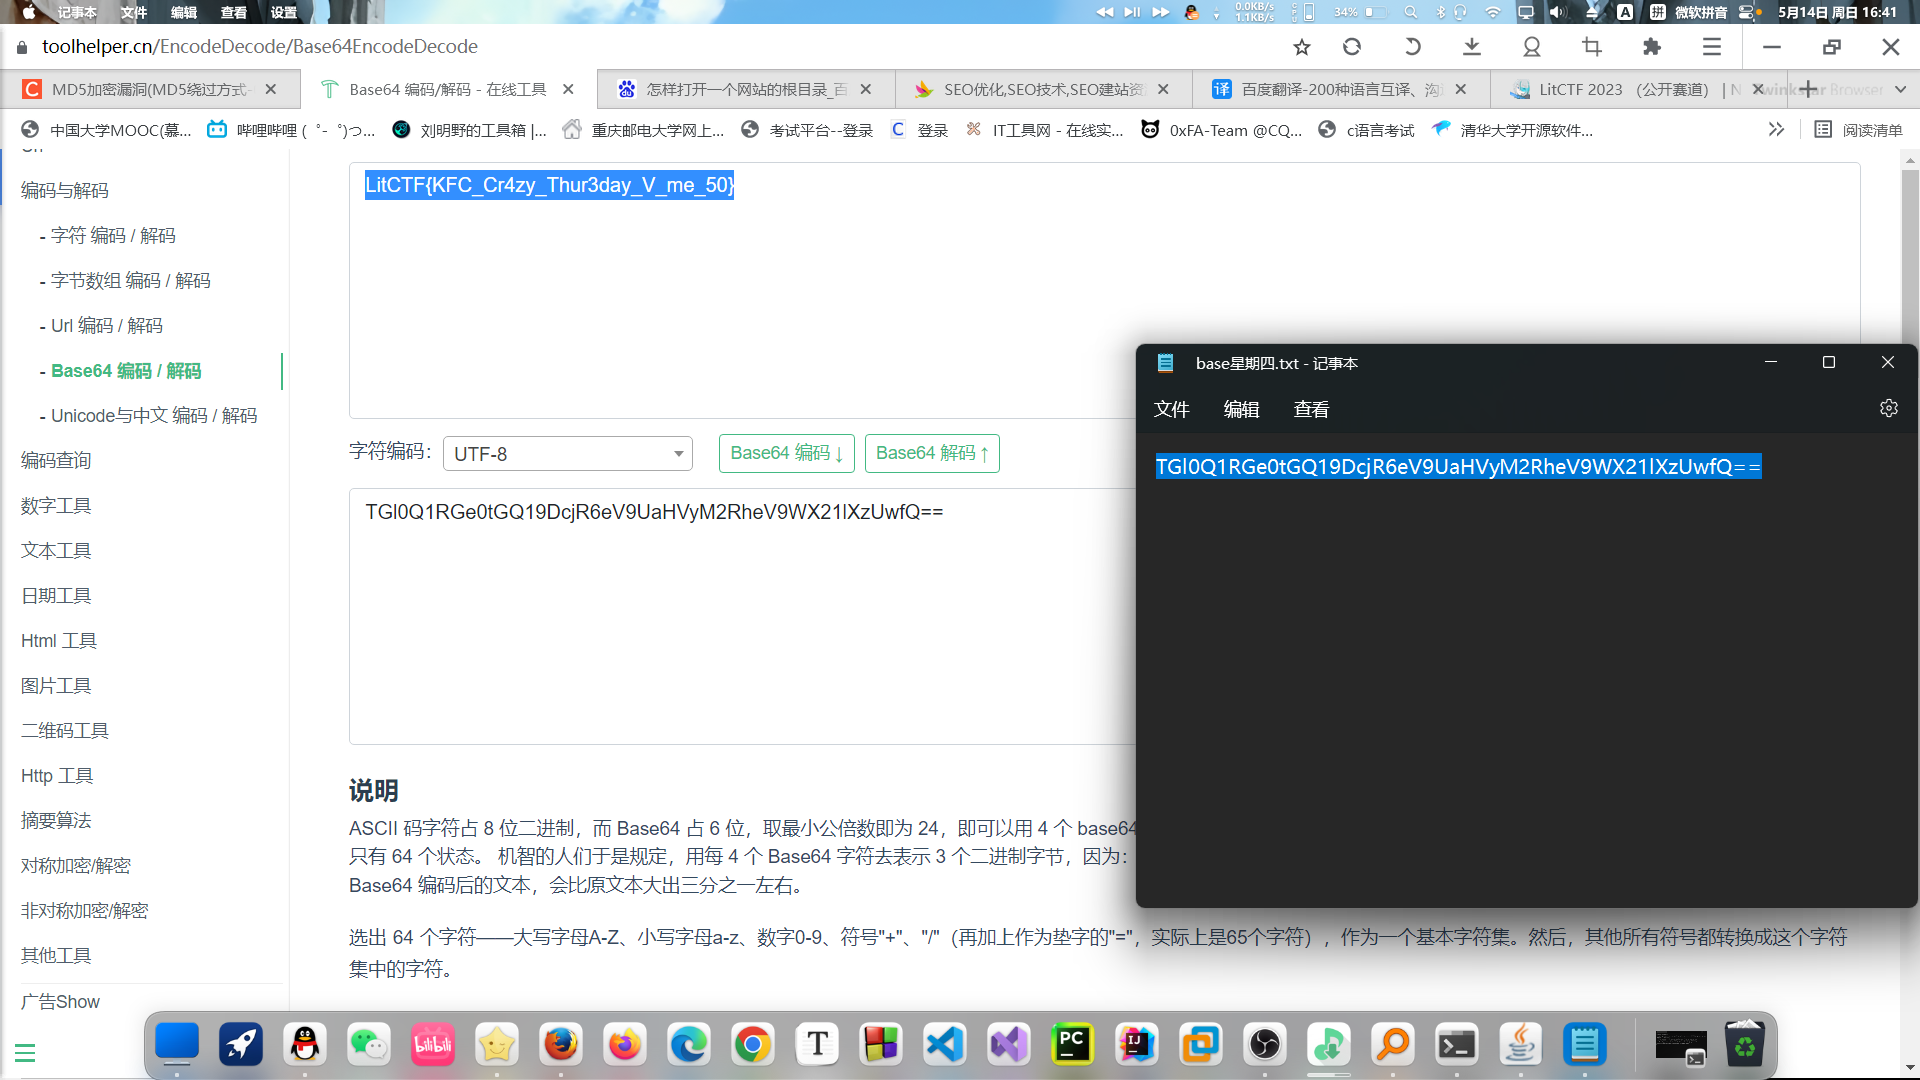 记事本 文件 编辑 查看 设置 0.0KB/s 1.1KB/s 34% A 拼 微软拼音 5月14日 周日 16:41
toolhelper.cn/EncodeDecode/Base64EncodeDecode
MD5加密漏洞(MD5绕过方式- Base64 编码/解码 - 在线工具 怎样打开一个网站的根目录_百 SEO优化,SEO技术,SEO建站资 百度翻译-200种语言互译、沟 LitCTF 2023 （公开赛道） | N
中国大学MOOC(慕... 哔哩哔哩 ( ゜- ゜)つ... 刘明野的工具箱 |... 重庆邮电大学网上... 考试平台--登录 登录 IT工具网 - 在线实... 0xFA-Team @CQ... c语言考试 清华大学开源软件... 阅读清单
编码与解码
- 字符 编码 / 解码
- 字节数组 编码 / 解码
- Url 编码 / 解码
- Base64 编码 / 解码
- Unicode与中文 编码 / 解码
编码查询
数字工具
文本工具
日期工具
Html 工具
图片工具
二维码工具
Http 工具
摘要算法
对称加密/解密
非对称加密/解密
其他工具
广告Show
LitCTF{KFC_Cr4zy_Thur3day_V_me_50}
字符编码： UTF-8 Base64 编码↓ Base64 解码↑
TGl0Q1RGe0tGQ19DcjR6eV9UaHVyM2RheV9WX21lXzUwfQ==
说明
ASCII 码字符占 8 位二进制，而 Base64 占 6 位，取最小公倍数即为 24，即可以用 4 个 base64
只有 64 个状态。 机智的人们于是规定，用每 4 个 Base64 字符去表示 3 个二进制字节，因为：
Base64 编码后的文本，会比原文本大出三分之一左右。
选出 64 个字符——大写字母A-Z、小写字母a-z、数字0-9、符号"+"、"/"（再加上作为垫字的"="，实际上是65个字符），作为一个基本字符集。然后，其他所有符号都转换成这个字符
集中的字符。
base星期四.txt - 记事本
文件 编辑 查看
TGl0Q1RGe0tGQ19DcjR6eV9UaHVyM2RheV9WX21lXzUwfQ==
bilibili T PC IJ